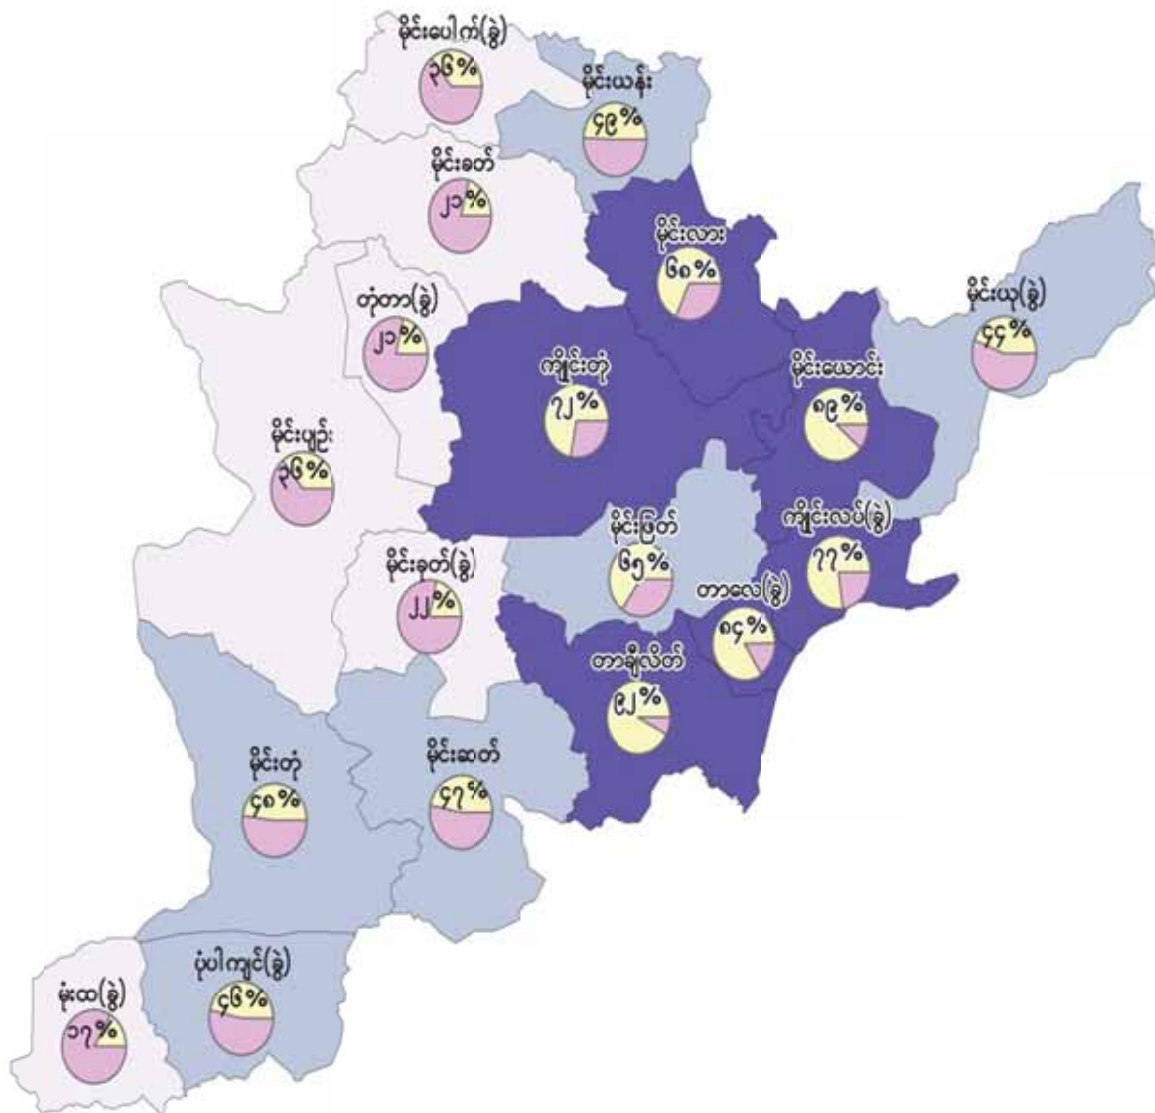 မိုင်းပေါက်(ခွဲ)
၃၆%
မိုင်းယန်း
၄၉%
မိုင်းခတ်
၂၁%
မိုင်းလား
၆၈%
မိုင်းယု(ခွဲ)
၄၄%
တုံတာ(ခွဲ)
၂၁%
ကျိုင်းတုံ
၇၂%
မိုင်းယောင်း
၈၉%
မိုင်းပျဉ်း
၃၆%
မိုင်းဖြတ်
၆၅%
ကျိုင်းလပ်(ခွဲ)
၇၇%
မိုင်းခုတ်(ခွဲ)
၂၂%
တာလေ(ခွဲ)
၈၄%
တာချီလိတ်
၉၂%
မိုင်းတုံ
၄၈%
မိုင်းဆတ်
၄၇%
ပုံပါကျင်(ခွဲ)
၄၆%
မုံးထ(ခွဲ)
၁၇%